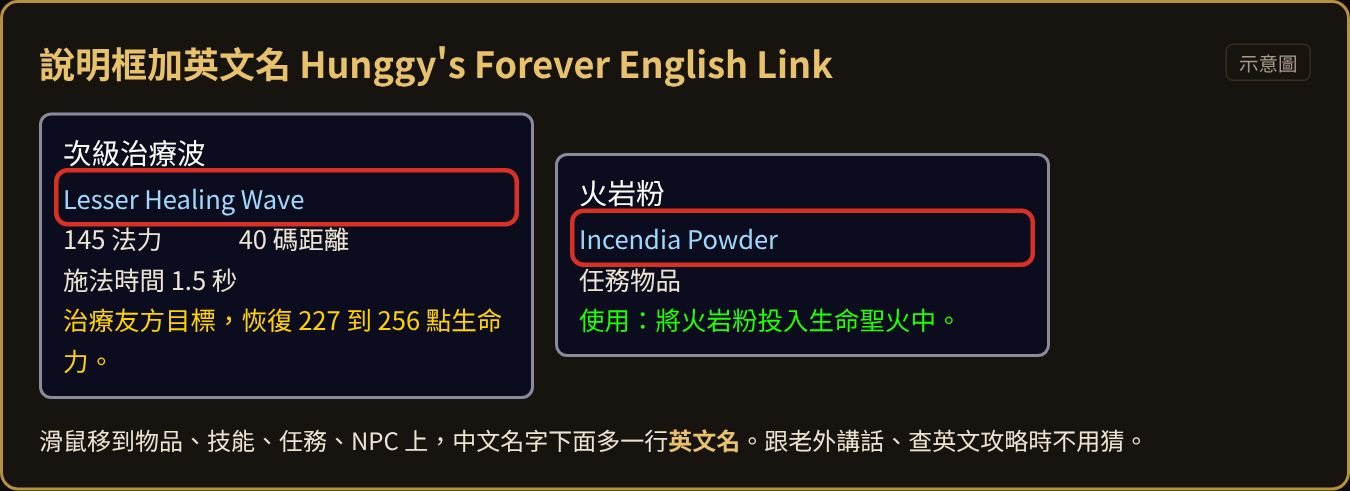 說明框加英文名 Hunggy's Forever English Link
示意圖
次級治療波
Lesser Healing Wave
145 法力 40 碼距離
施法時間 1.5 秒
治療友方目標，恢復 227 到 256 點生命
力。
火岩粉
Incendia Powder
任務物品
使用：將火岩粉投入生命聖火中。
滑鼠移到物品、技能、任務、NPC 上，中文名字下面多一行英文名。跟老外講話、查英文攻略時不用猜。